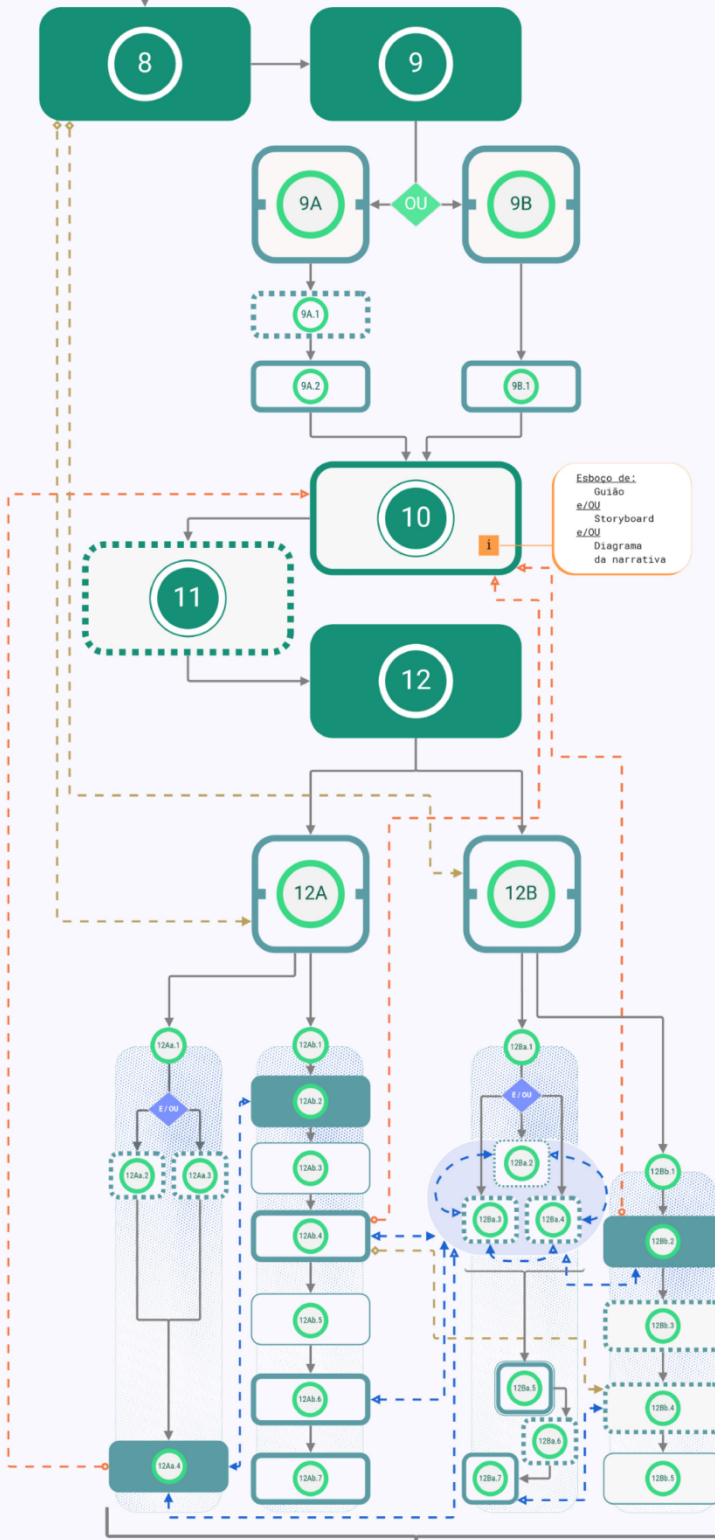 8
9
9A
OU
9B
9A.1
9A.2
9B.1
10
i
Esboço de:
Guião
e/OU
Storyboard
e/OU
Diagrama
da narrativa
11
12
12A
12B
12Aa.1
12Ab.1
12Ba.1
E / OU
12Ab.2
E / OU
12Aa.2
12Aa.3
12Ab.3
12Ba.2
12Bb.1
12Ab.4
12Ba.3
12Ba.4
12Bb.2
12Ab.5
12Bb.3
12Ba.5
12Ab.6
12Bb.4
12Ba.6
12Aa.4
12Ab.7
12Ba.7
12Bb.5